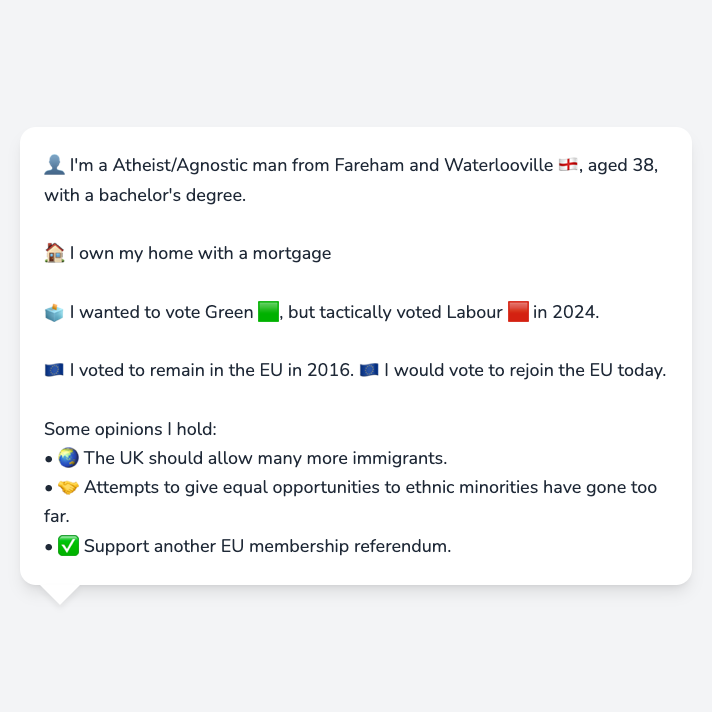 👤 I'm a Atheist/Agnostic man from Fareham and Waterlooville 🏴󠁧󠁢󠁥󠁮󠁧󠁿, aged 38,
with a bachelor's degree.
🏠 I own my home with a mortgage
🗳️ I wanted to vote Green 🟩, but tactically voted Labour 🟥 in 2024.
🇪🇺 I voted to remain in the EU in 2016. 🇪🇺 I would vote to rejoin the EU today.
Some opinions I hold:
• 🌏 The UK should allow many more immigrants.
• 🤝 Attempts to give equal opportunities to ethnic minorities have gone too
far.
• ✅ Support another EU membership referendum.